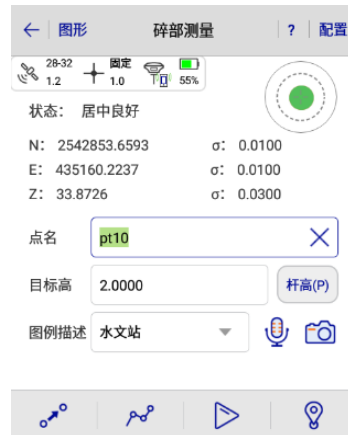 图形 碎部测量 ? 配置
28-32 固定
1.2 1.0 55%
状态： 居中良好
N： 2542853.6593 σ： 0.0100
E： 435160.2237 σ： 0.0100
Z： 33.8726 σ： 0.0300
点名 pt10
目标高 2.0000 杆高(P)
图例描述 水文站